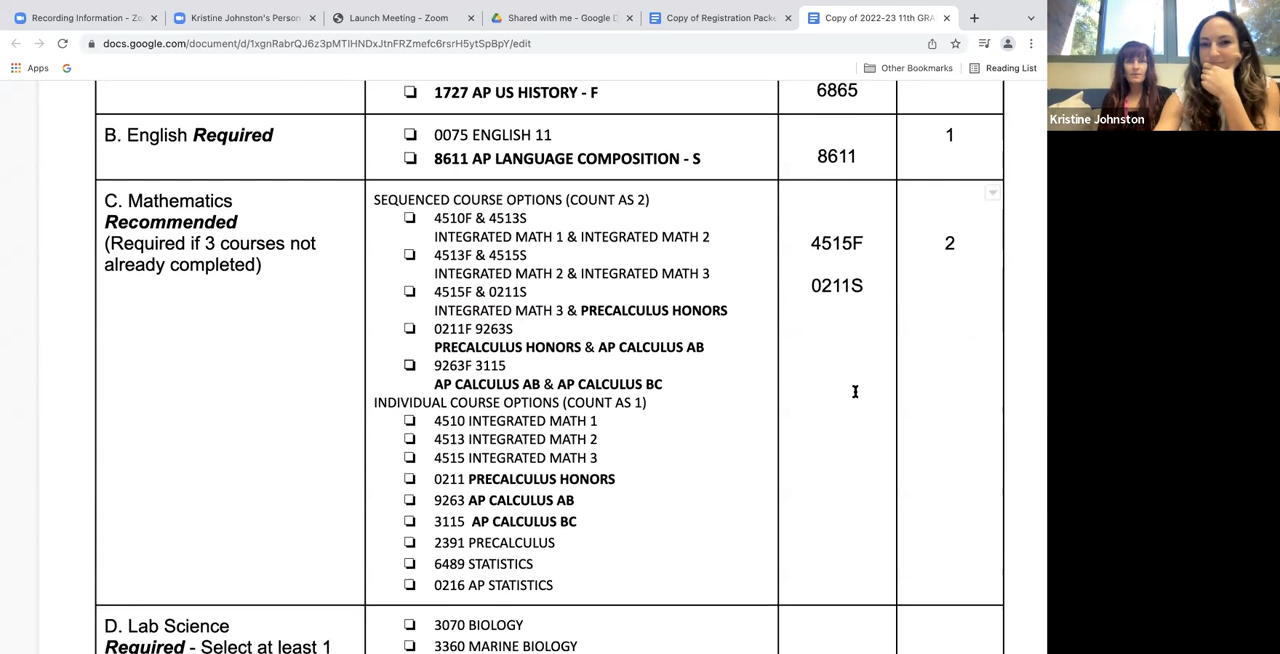 Recording Information - Zo
Kristine Johnston's Person
Launch Meeting - Zoom
Shared with me - Google D
Copy of Registration Packe
Copy of 2022-23 11th GRA
docs.google.com/document/d/1xgnRabrQJ6z3pMTIHNDxJtnFRZmefc6rsrH5ytSpBpY/edit
Apps
Other Bookmarks
Reading List
Kristine Johnston
1727 AP US HISTORY - F
6865
B. English Required
0075 ENGLISH 11
8611 AP LANGUAGE COMPOSITION - S
8611
1
C. Mathematics
Recommended
(Required if 3 courses not
already completed)
SEQUENCED COURSE OPTIONS (COUNT AS 2)
4510F & 4513S
INTEGRATED MATH 1 & INTEGRATED MATH 2
4513F & 4515S
INTEGRATED MATH 2 & INTEGRATED MATH 3
4515F & 0211S
INTEGRATED MATH 3 & PRECALCULUS HONORS
0211F 9263S
PRECALCULUS HONORS & AP CALCULUS AB
9263F 3115
AP CALCULUS AB & AP CALCULUS BC
INDIVIDUAL COURSE OPTIONS (COUNT AS 1)
4510 INTEGRATED MATH 1
4513 INTEGRATED MATH 2
4515 INTEGRATED MATH 3
0211 PRECALCULUS HONORS
9263 AP CALCULUS AB
3115 AP CALCULUS BC
2391 PRECALCULUS
6489 STATISTICS
0216 AP STATISTICS
4515F
0211S
2
D. Lab Science
Required - Select at least 1
3070 BIOLOGY
3360 MARINE BIOLOGY